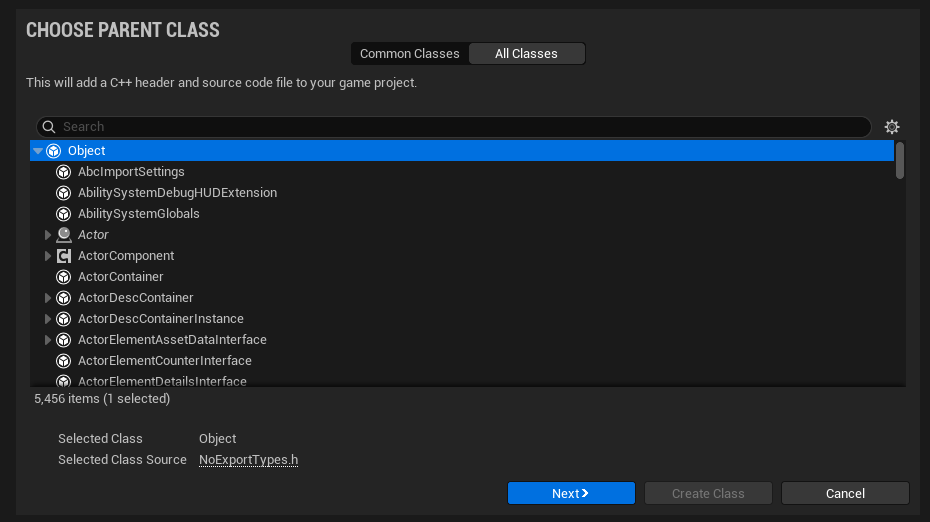 CHOOSE PARENT CLASS
Common Classes All Classes
This will add a C++ header and source code file to your game project.
Search
Object
AbcImportSettings
AbilitySystemDebugHUDExtension
AbilitySystemGlobals
Actor
ActorComponent
ActorContainer
ActorDescContainer
ActorDescContainerInstance
ActorElementAssetDataInterface
ActorElementCounterInterface
ActorElementDetailsInterface
5,456 items (1 selected)
Selected Class Object
Selected Class Source NoExportTypes.h
Next Create Class Cancel